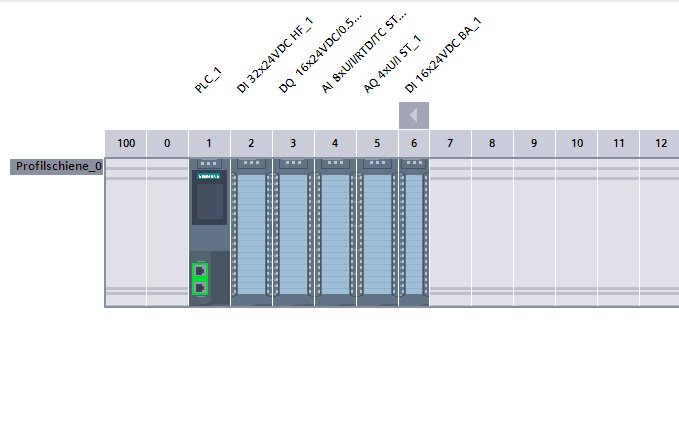 PLC_1
DI 32x24VDC HF_1
DQ 16x24VDC/0.5...
AI 8xU/I/RTD/TC ST...
AQ 4xU/I ST_1
DI 16x24VDC BA_1
100 0 1 2 3 4 5 6 7 8 9 10 11 12
Profilschiene_0
SIEMENS